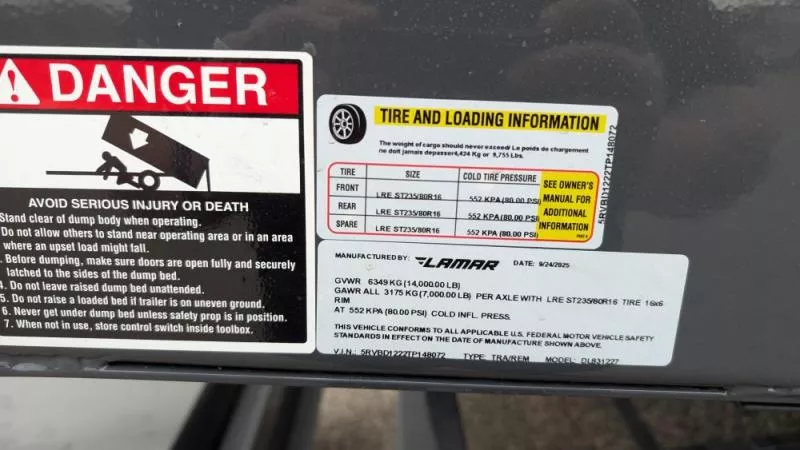 DANGER
AVOID SERIOUS INJURY OR DEATH
Stand clear of dump body when operating.
Do not allow others to stand near operating area or in an area
where an upset load might fall.
. Before dumping, make sure doors are open fully and securely
latched to the sides of the dump bed.
4. Do not leave raised dump bed unattended.
5. Do not raise a loaded bed if trailer is on uneven ground.
6. Never get under dump bed unless safety prop is in position.
7. When not in use, store control switch inside toolbox.
TIRE AND LOADING INFORMATION
The weight of cargo should never exceed/ Le poids de chargement
ne doit jamais depasser4,424 Kg or 9,755 Lbs.
TIRE SIZE COLD TIRE PRESSURE
FRONT LRE ST235/80R16 552 KPA (80.00 PSI)
REAR LRE ST235/80R16 552 KPA (80.00 PSI)
SPARE LRE ST235/80R16 552 KPA (80.00 PSI)
SEE OWNER'S
MANUAL FOR
ADDITIONAL
INFORMATION
5RVBD1222TP148072
MANUFACTURED BY: LAMAR DATE: 9/24/2025
GVWR 6349 KG (14,000.00 LB)
GAWR ALL 3175 KG (7,000.00 LB) PER AXLE WITH LRE ST235/80R16 TIRE 16x6
RIM
AT 552 KPA (80.00 PSI) COLD INFL. PRESS.
THIS VEHICLE CONFORMS TO ALL APPLICABLE U.S. FEDERAL MOTOR VEHICLE SAFETY
STANDARDS IN EFFECT ON THE DATE OF MANUFACTURE SHOWN ABOVE.
V.I.N.: 5RVBD1222TP148072 TYPE: TRA/REM MODEL: DL831227